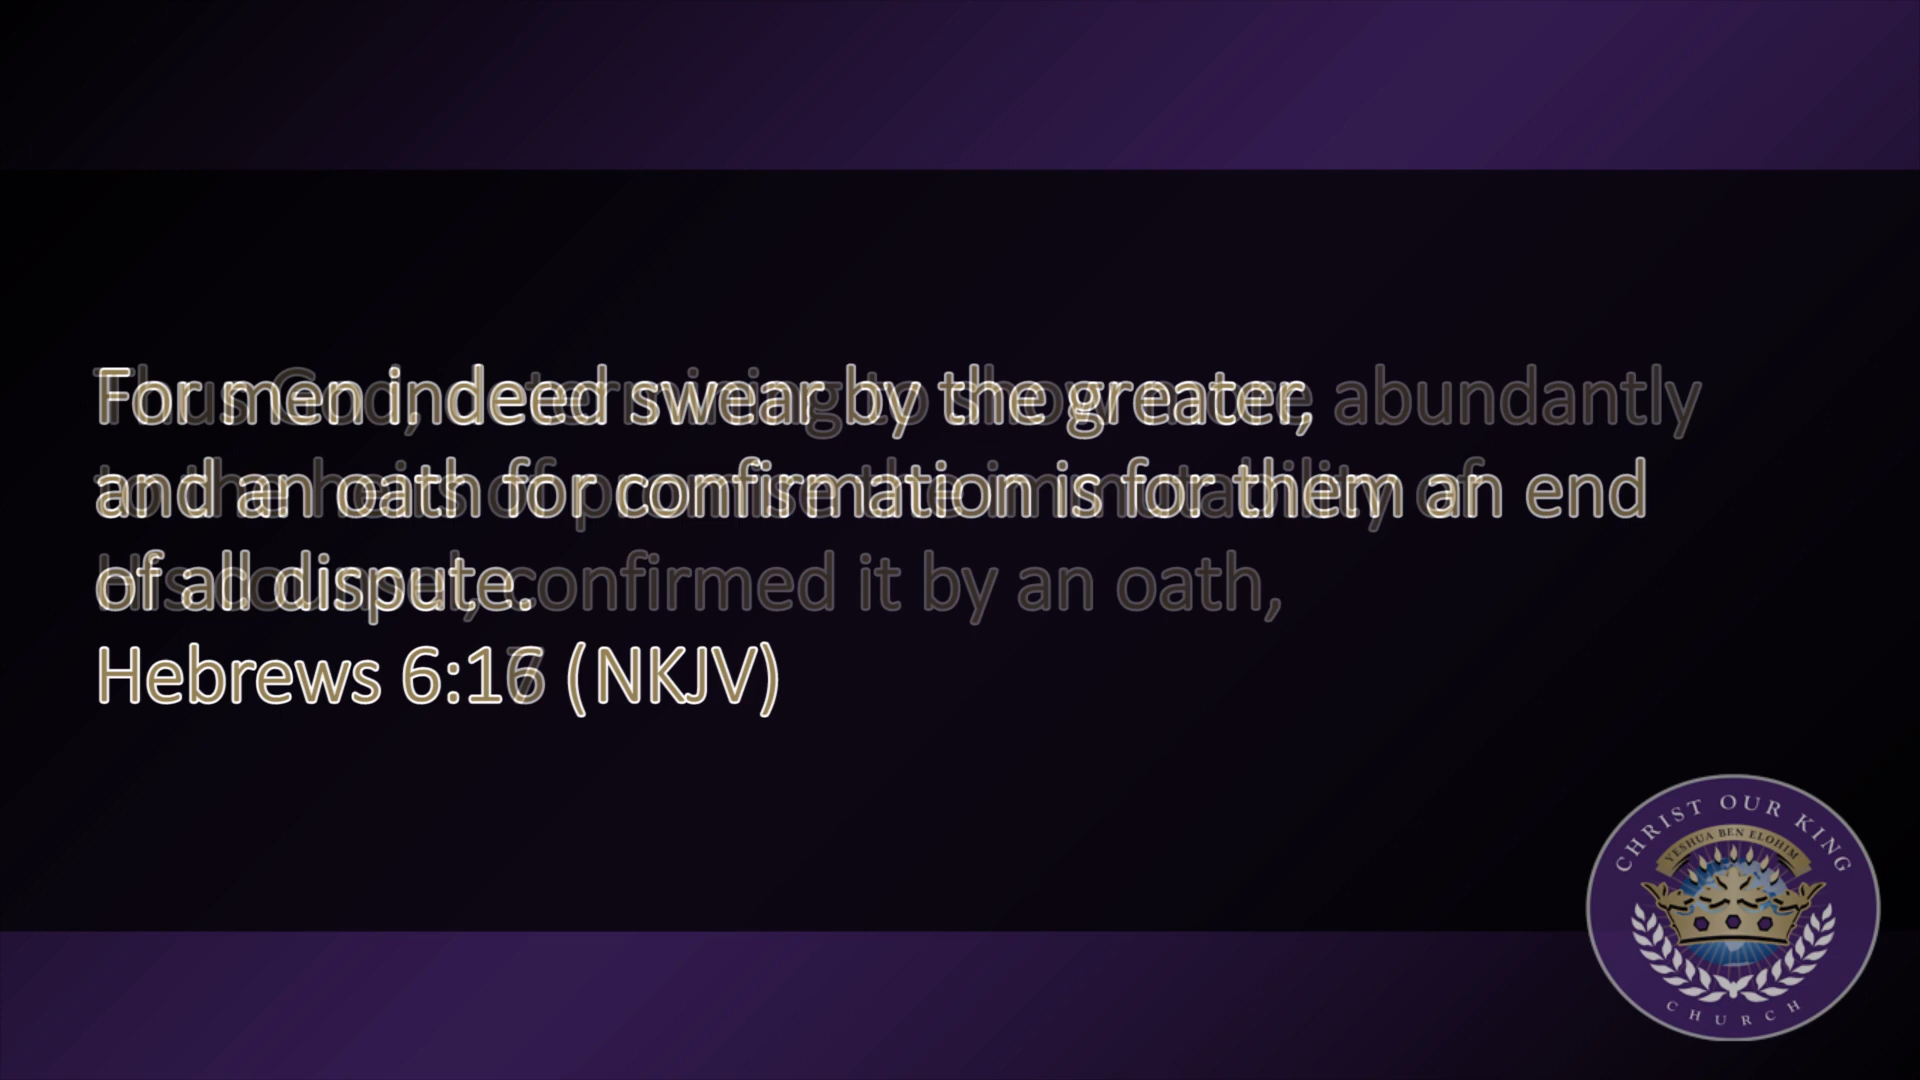 For men indeed swear by the greater,
and an oath for confirmation is for them an end
of all dispute.
Hebrews 6:16 (NKJV)
abundantly
confirmed it by an oath,
CHRIST OUR KING
YESHUA BEN ELOHIM
CHURCH